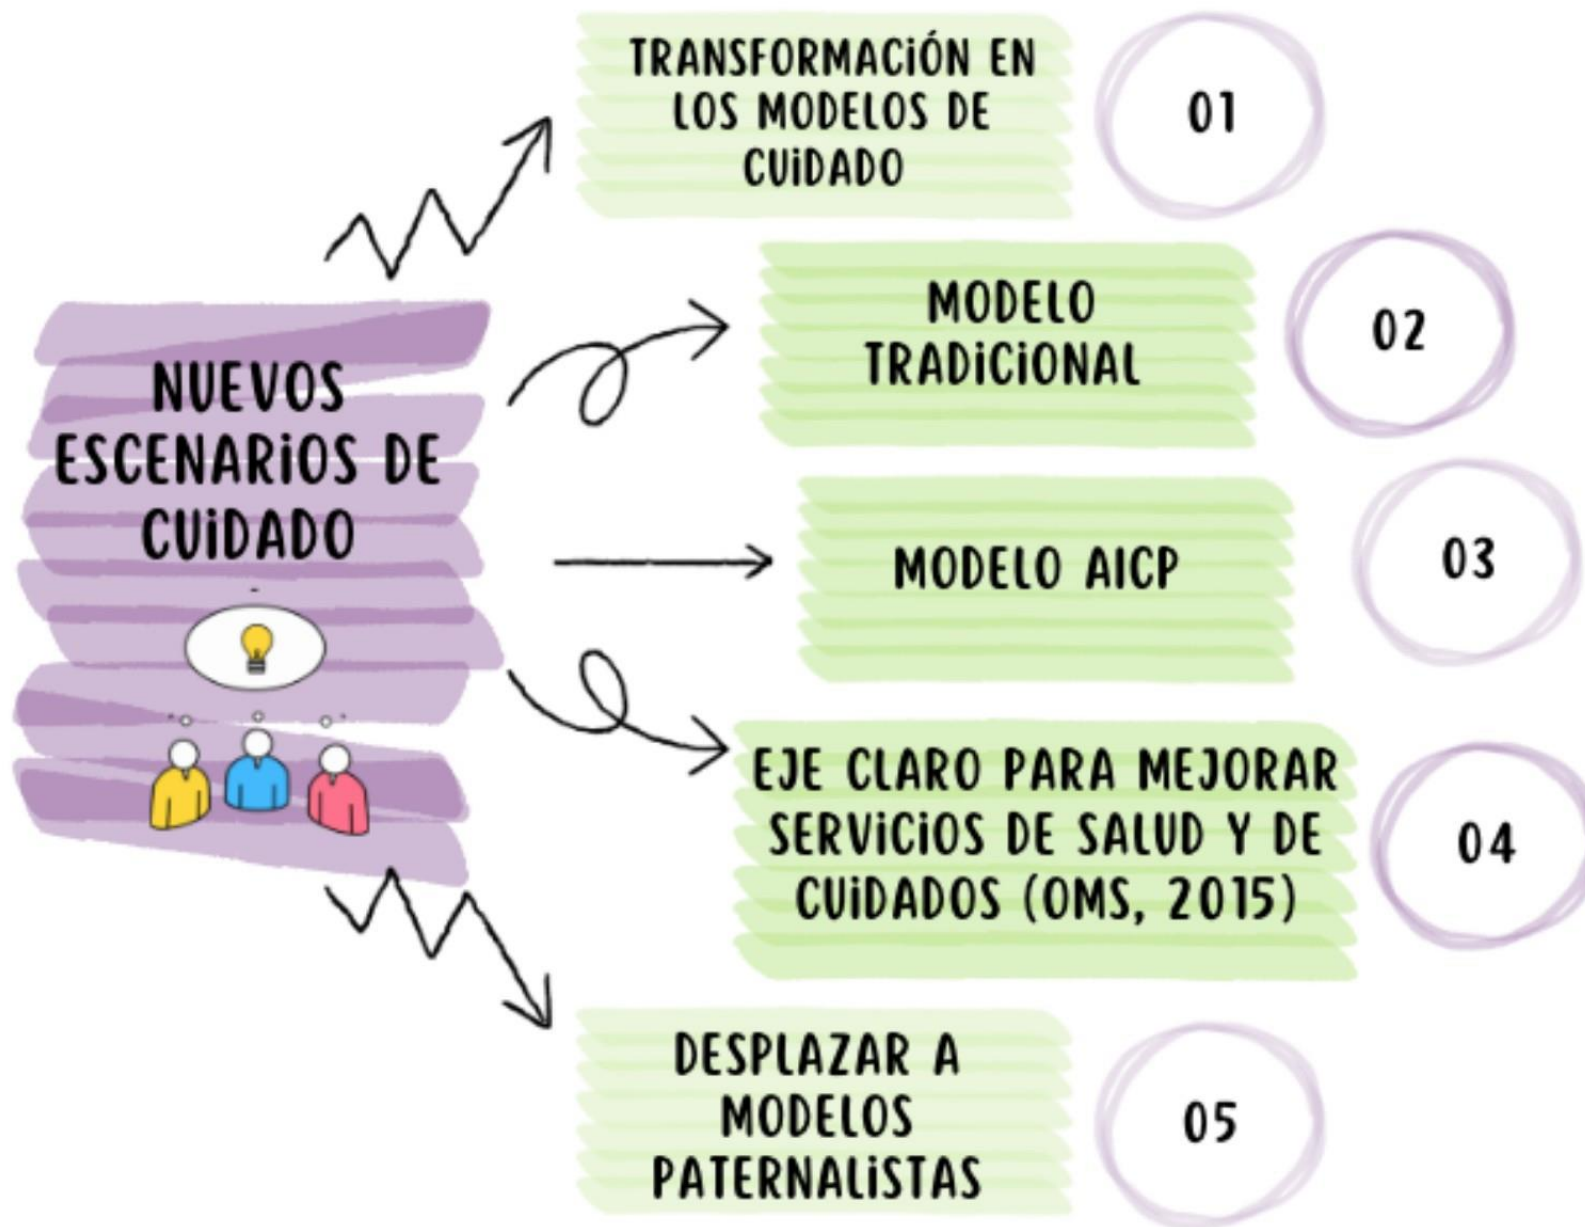 TRANSFORMACIÓN EN
LOS MODELOS DE
CUIDADO
01
MODELO
TRADICIONAL
02
NUEVOS
ESCENARIOS DE
CUIDADO
MODELO AICP
03
EJE CLARO PARA MEJORAR
SERVICIOS DE SALUD Y DE
CUIDADOS (OMS, 2015)
04
DESPLAZAR A
MODELOS
PATERNALISTAS
05